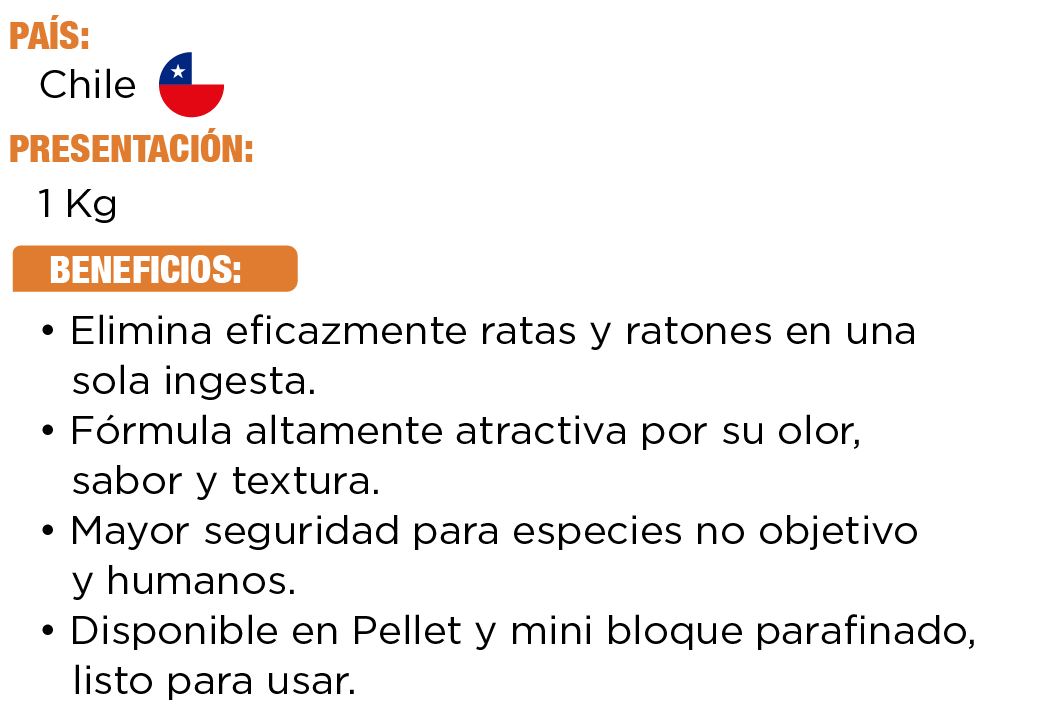 PAÍS:
Chile
PRESENTACIÓN:
1 Kg
BENEFICIOS:
• Elimina eficazmente ratas y ratones en una
sola ingesta.
• Fórmula altamente atractiva por su olor,
sabor y textura.
• Mayor seguridad para especies no objetivo
y humanos.
• Disponible en Pellet y mini bloque parafinado,
listo para usar.